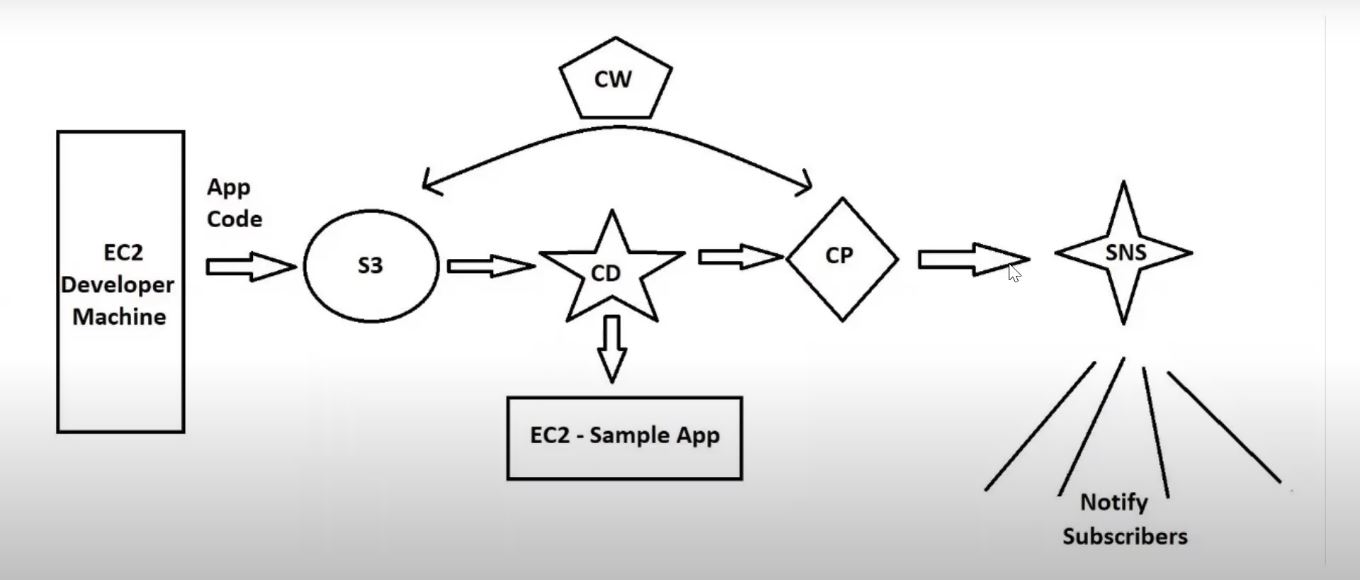 CW
App
Code
EC2
Developer
Machine
S3
CD
CP
SNS
EC2 - Sample App
Notify
Subscribers